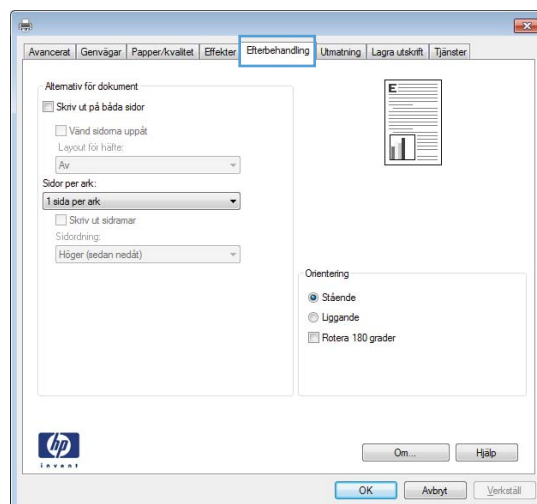 Avancerat Genvägar Papper/kvalitet Effekter Efterbehandling Utmatning Lagra utskrift Tjänster
Alternativ för dokument
Skriv ut på båda sidor
Vänd sidorna uppåt
Layout för häfte:
Av
Sidor per ark:
1 sida per ark
Skriv ut sidramar
Sidordning:
Höger (sedan nedåt)
E
Orientering
Stående
Liggande
Rotera 180 grader
hp
invent
Om... Hjälp
OK Avbryt Verkställ